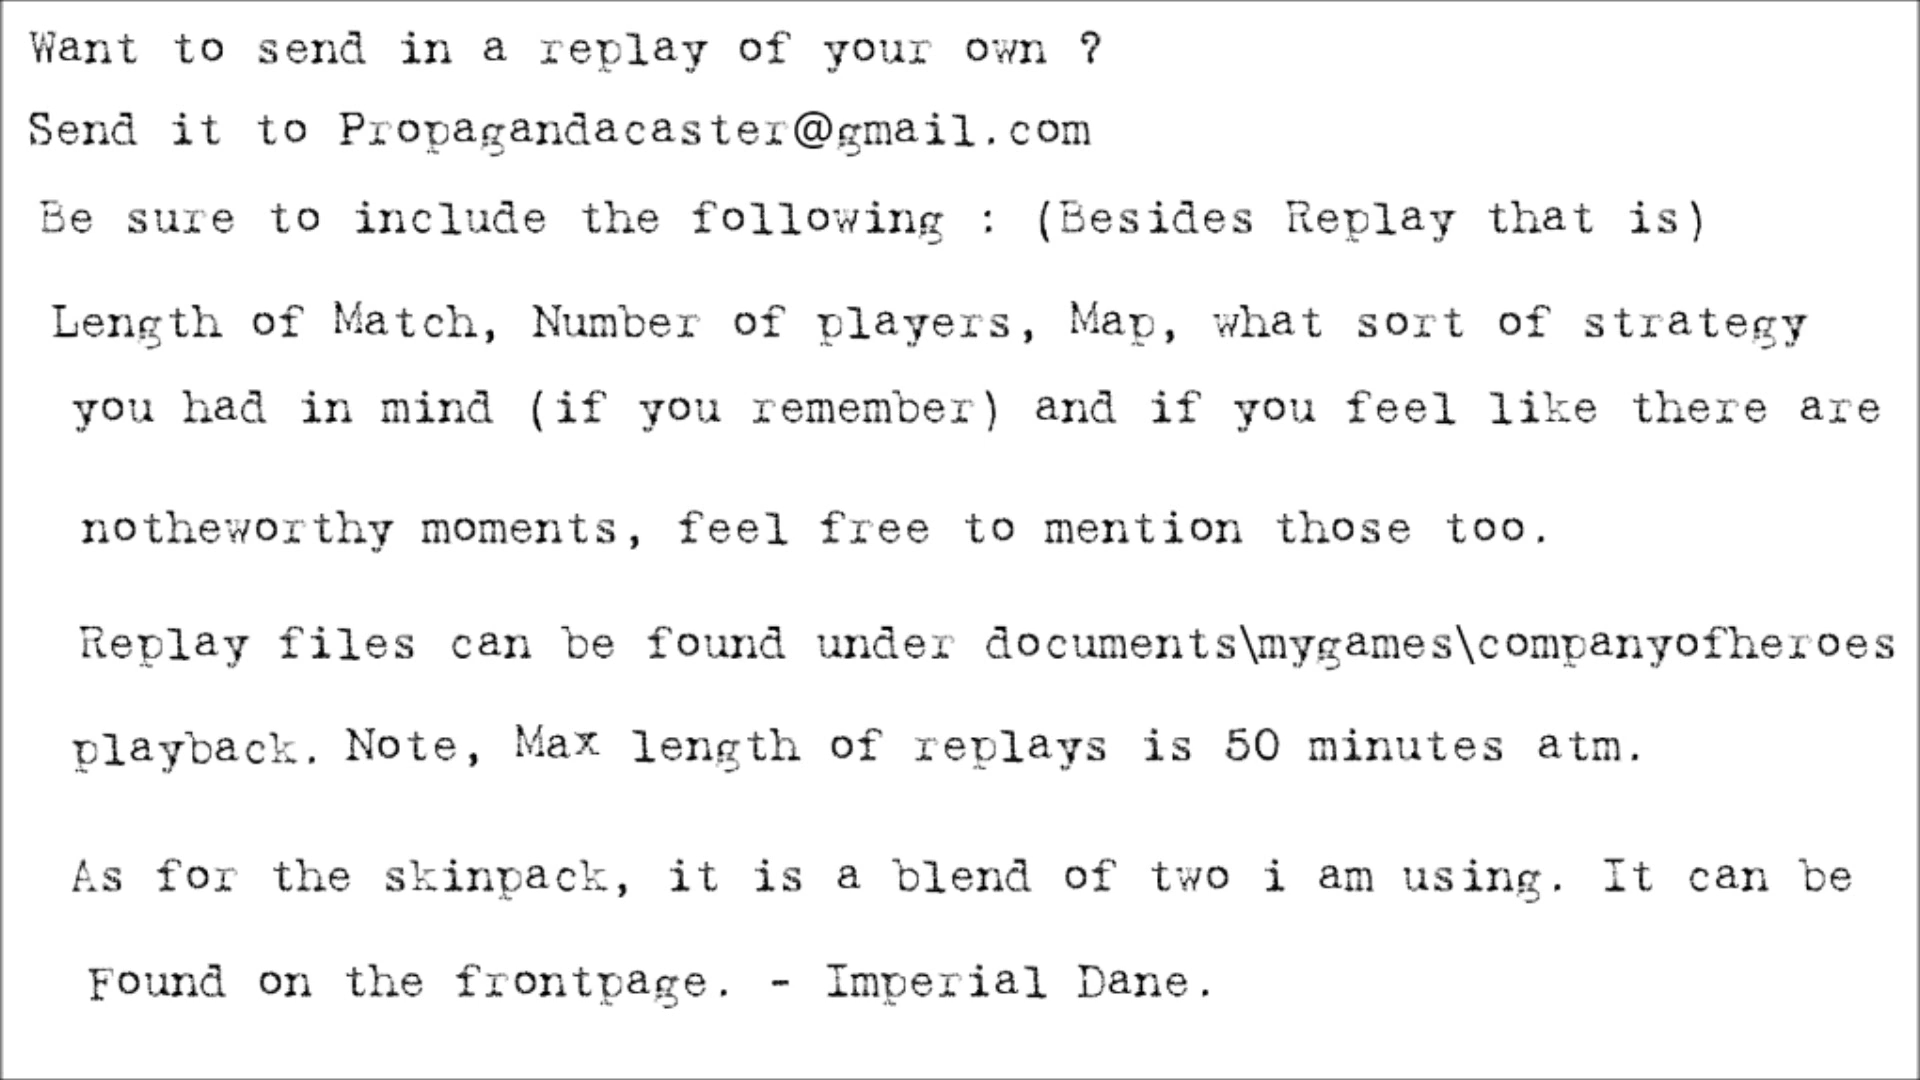 Want to send in a replay of your own ?
Send it to Propagandacaster@gmail.com
Be sure to include the following : (Besides Replay that is)
Length of Match, Number of players, Map, what sort of strategy
you had in mind (if you remember) and if you feel like there are
notheworthy moments, feel free to mention those too.
Replay files can be found under documents\mygames\companyofheroes
playback. Note, Max length of replays is 50 minutes atm.
As for the skinpack, it is a blend of two i am using. It can be
Found on the frontpage. - Imperial Dane.